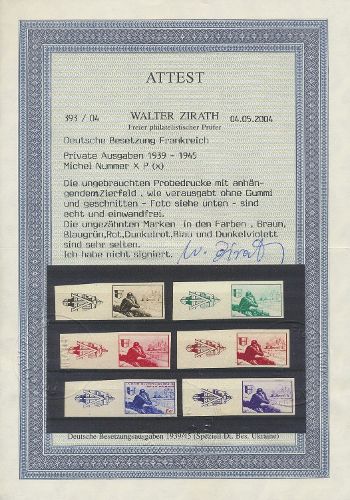 ATTEST
393 / 04
WALTER ZIRATH
04.05.2004
Freier philatelistischer Prüfer
Deutsche Besetzung Frankreich
Private Ausgaben 1939 - 1945
Michel Nummer X P (x)
Die ungebrauchten Probedrucke mit anhän-
gendem Zierfeld , wie verausgabt ohne Gummi
und geschnitten - Foto siehe unten - sind
echt und einwandfrei.
Die ungezähnten Marken in den Farben , Braun,
Blaugrün,Rot,Dunkelrot,Blau und Dunkelviolett
sind sehr selten.
Ich habe nicht signiert.
W. Zirath
Deutsche Besetzungsausgaben 1939/45 (Speziell Dt. Bes. Ukraine)